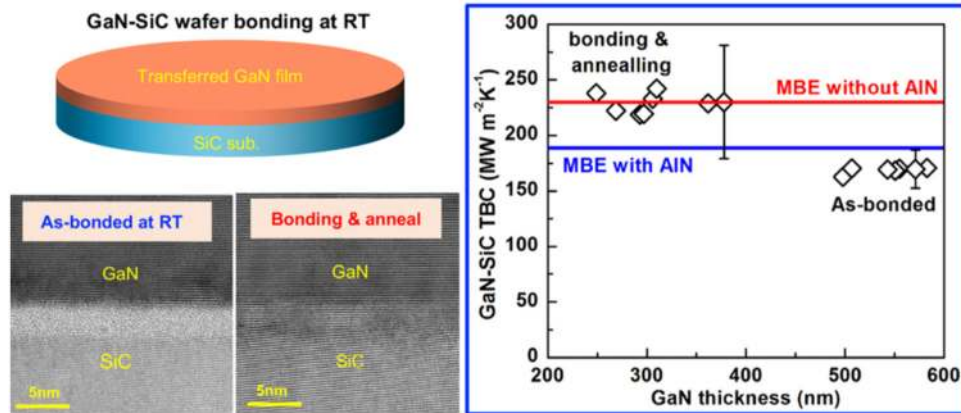 GaN-SiC wafer bonding at RT
Transferred GaN film
SiC sub.
As-bonded at RT
GaN
SiC
5nm
Bonding & anneal
GaN
SiC
5nm
GaN-SiC TBC (MW m⁻²K⁻¹)
300
250
200
150
100
50
0
bonding &
annealling
MBE without AlN
MBE with AlN
As-bonded
200 300 400 500 600
GaN thickness (nm)